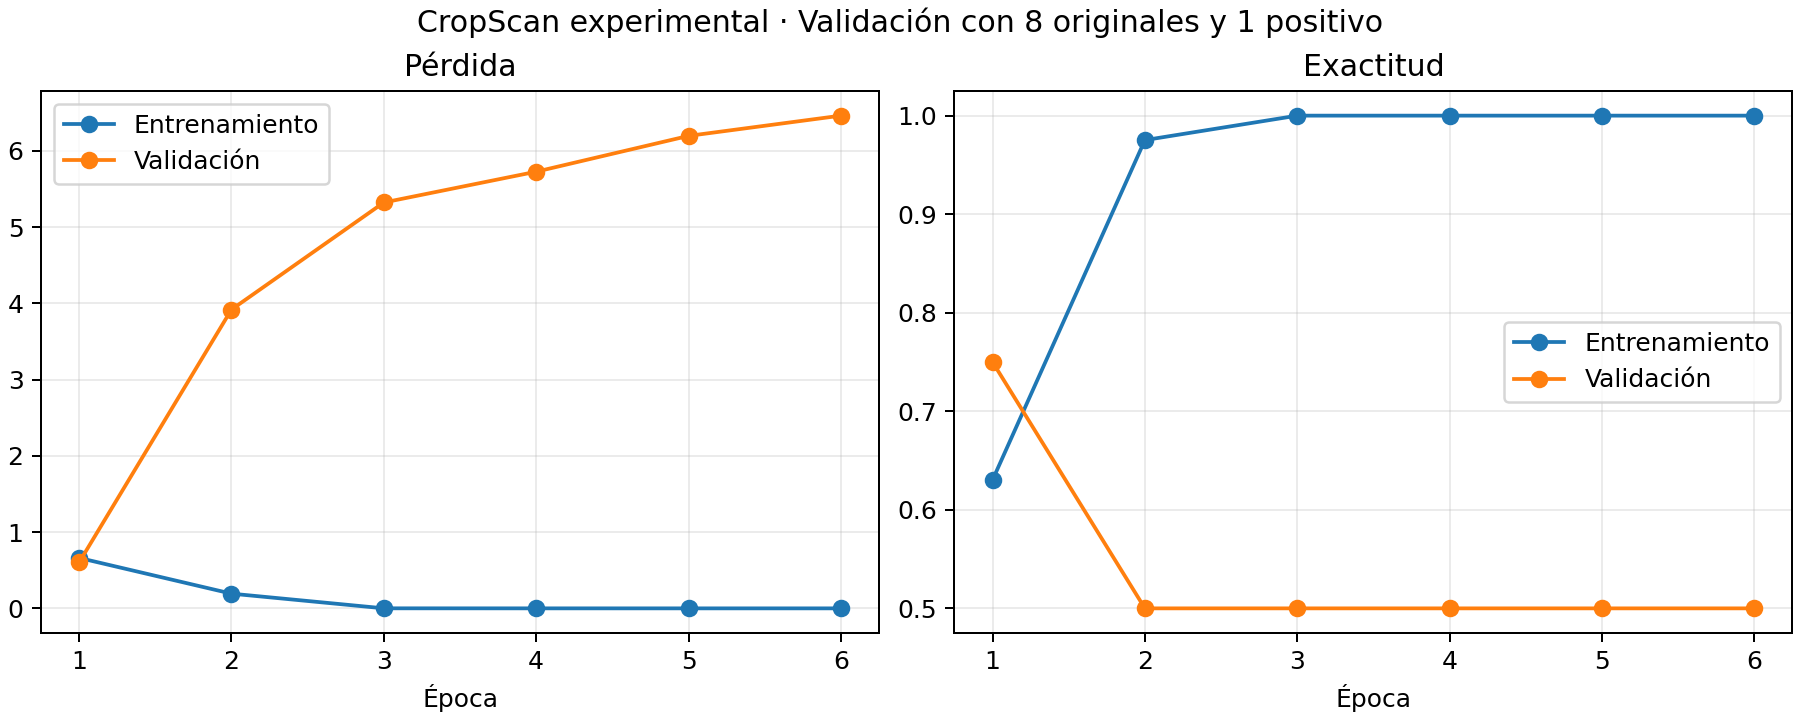 CropScan experimental · Validación con 8 originales y 1 positivo
Pérdida
Entrenamiento
Validación
6
5
4
3
2
1
0
1 2 3 4 5 6
Época
Exactitud
1.0
0.9
0.8
0.7
0.6
0.5
Entrenamiento
Validación
1 2 3 4 5 6
Época